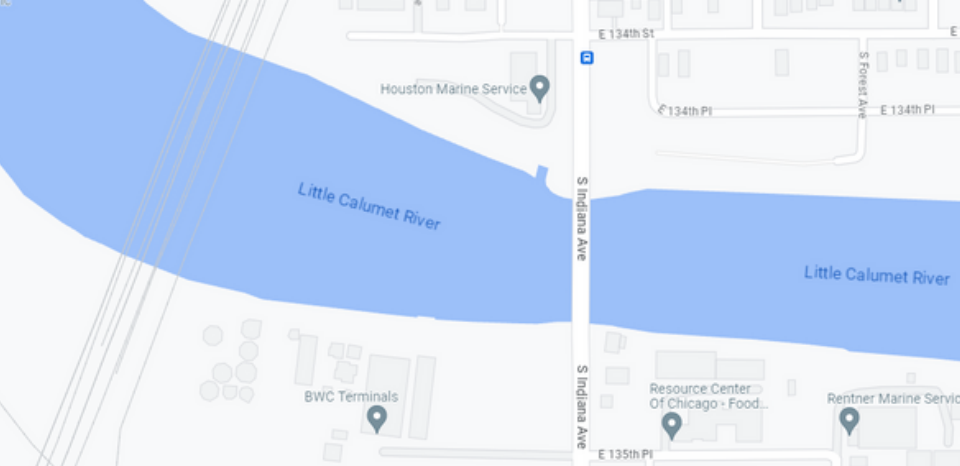 E 134th St
E
Houston Marine Service
S Forest Ave
E 134th Pl
E 134th Pl
Little Calumet River
S Indiana Ave
Little Calumet River
S Indiana Ave
BWC Terminals
Resource Center
Of Chicago - Food...
Rentner Marine Servic
E 135th Pl